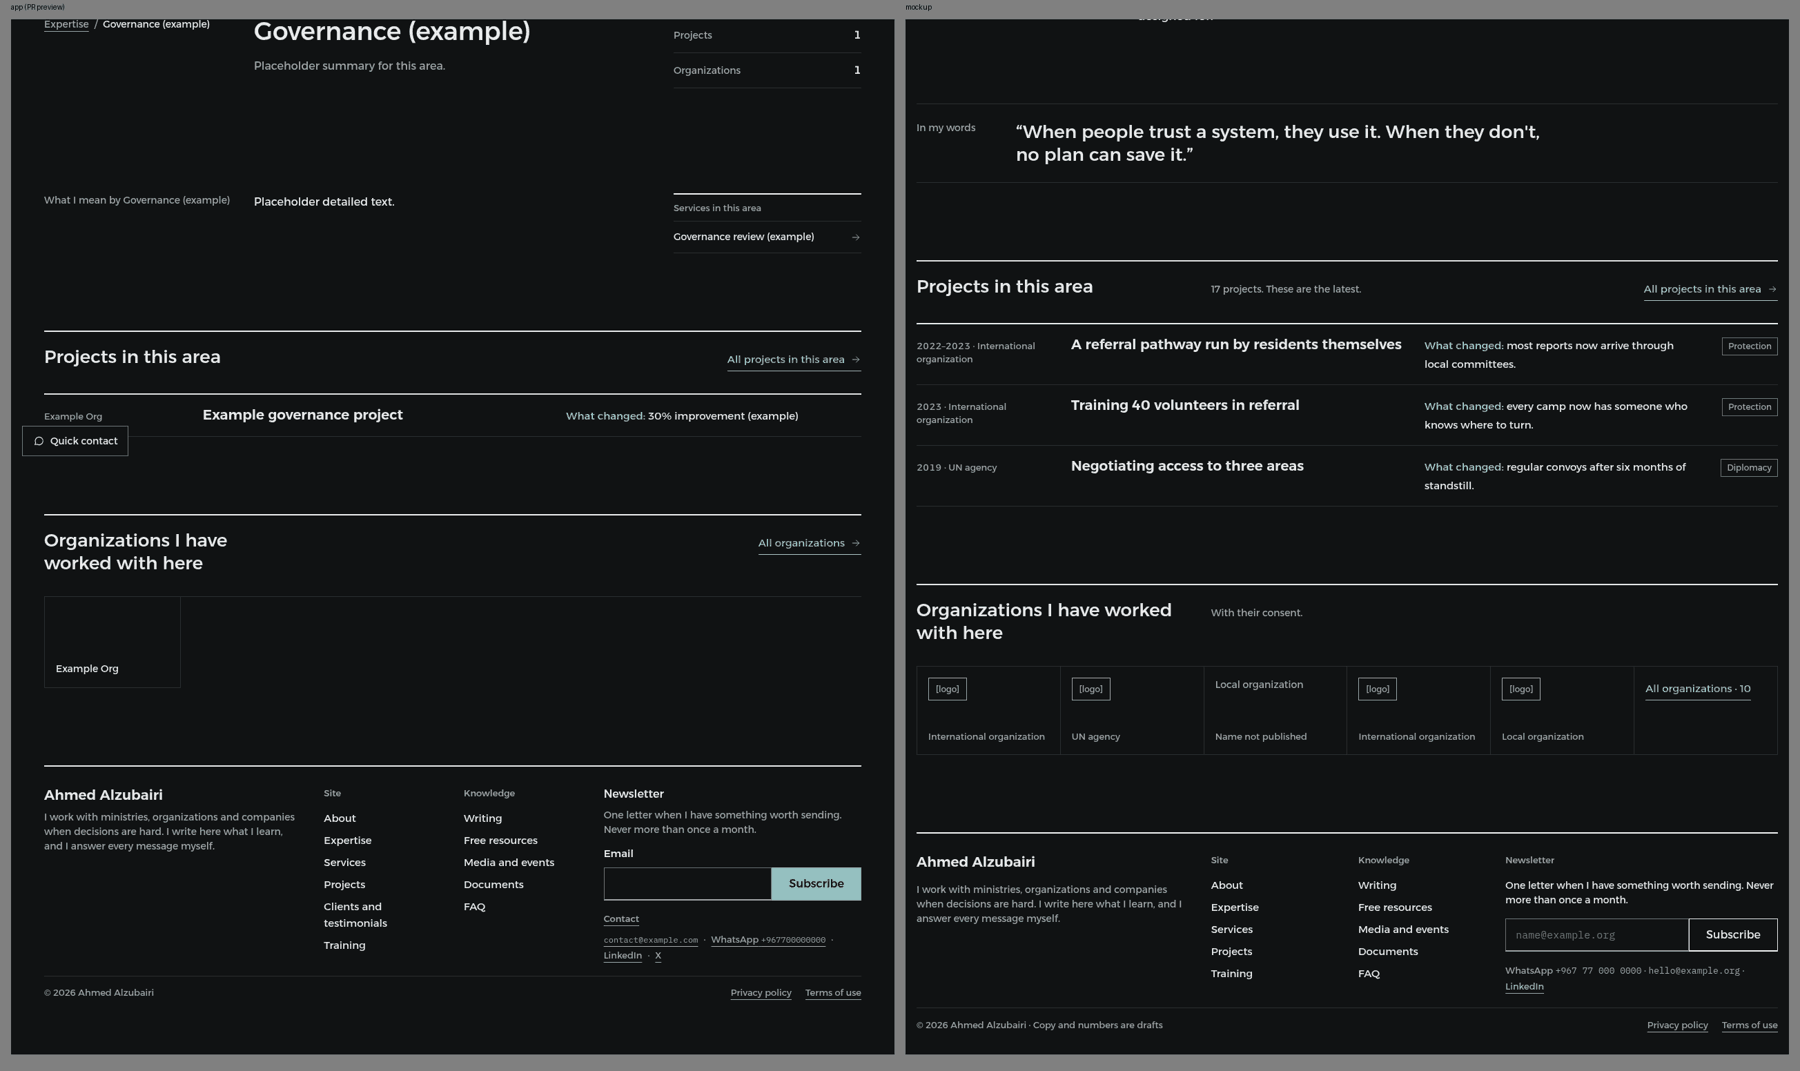 app (PR preview)
Expertise / Governance (example)
Governance (example)
Placeholder summary for this area.
Projects 1
Organizations 1
What I mean by Governance (example)
Placeholder detailed text.
Services in this area
Governance review (example) →
Projects in this area
All projects in this area →
Example Org
Example governance project
What changed: 30% improvement (example)
Quick contact
Organizations I have
worked with here
All organizations →
Example Org
Ahmed Alzubairi
I work with ministries, organizations and companies
when decisions are hard. I write here what I learn,
and I answer every message myself.
Site
About
Expertise
Services
Projects
Clients and
testimonials
Training
Knowledge
Writing
Free resources
Media and events
Documents
FAQ
Newsletter
One letter when I have something worth sending.
Never more than once a month.
Email
Subscribe
Contact
contact@example.com · WhatsApp +967700000000 ·
LinkedIn · X
© 2026 Ahmed Alzubairi
Privacy policy Terms of use
mockup
In my words
“When people trust a system, they use it. When they don't,
no plan can save it.”
Projects in this area
17 projects. These are the latest.
All projects in this area →
2022–2023 · International
organization
A referral pathway run by residents themselves
What changed: most reports now arrive through
local committees.
Protection
2023 · International
organization
Training 40 volunteers in referral
What changed: every camp now has someone who
knows where to turn.
Protection
2019 · UN agency
Negotiating access to three areas
What changed: regular convoys after six months of
standstill.
Diplomacy
Organizations I have worked
with here
With their consent.
[logo]
International organization
[logo]
UN agency
Local organization
Name not published
[logo]
International organization
[logo]
Local organization
All organizations · 10
Ahmed Alzubairi
I work with ministries, organizations and companies
when decisions are hard. I write here what I learn, and I
answer every message myself.
Site
About
Expertise
Services
Projects
Training
Knowledge
Writing
Free resources
Media and events
Documents
FAQ
Newsletter
One letter when I have something worth sending. Never
more than once a month.
name@example.org
Subscribe
WhatsApp +967 77 000 0000 · hello@example.org ·
LinkedIn
© 2026 Ahmed Alzubairi · Copy and numbers are drafts
Privacy policy Terms of use